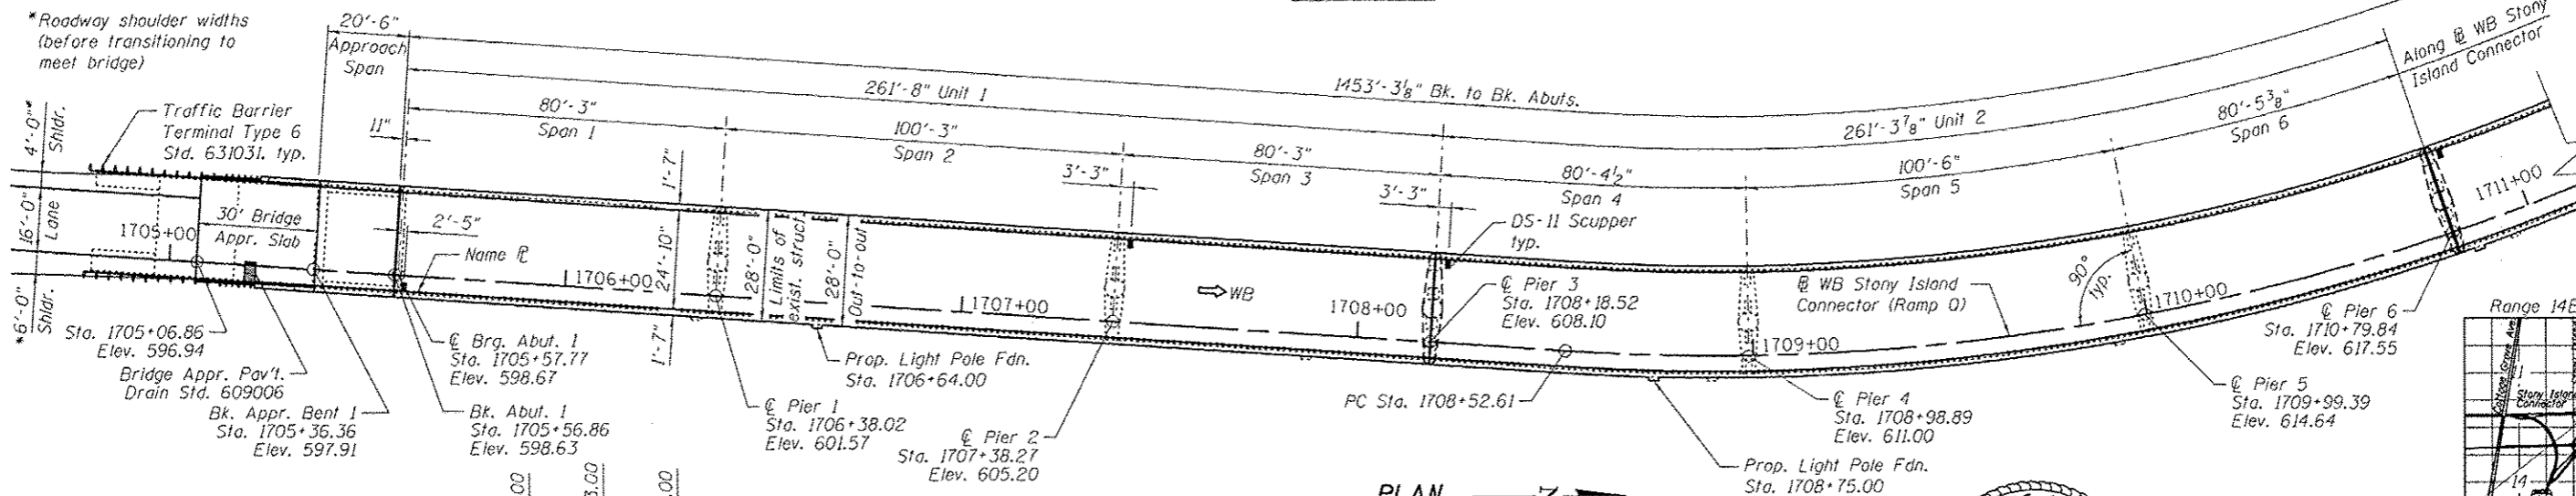 *Roadway shoulder widths
(before transitioning to
meet bridge)
20'-6"
Approach
Span
Traffic Barrier
Terminal Type 6
Std. 631031, typ.
4'-0"*
Shldr.
16'-0"
Lane
*6'-0"
Shldr.
11"
80'-3"
Span 1
261'-8" Unit 1
100'-3"
Span 2
1453'-3⅛" Bk. to Bk. Abuts.
80'-3"
Span 3
3'-3"
3'-3"
80'-4½"
Span 4
261'-3⅞" Unit 2
100'-6"
Span 5
80'-5⅜"
Span 6
Along ℄ WB Stony
Island Connector
1705+00
30' Bridge
Appr. Slab
2'-5"
Name ℄
1706+00
1'-7"
24'-10"
1'-7"
28'-0"
Limits of
exist. struct.
28'-0"
Out-to-out
1707+00
WB
1708+00
DS-11 Scupper
typ.
℄ Pier 3
Sta. 1708+18.52
Elev. 608.10
1709+00
℄ WB Stony Island
Connector (Ramp Q)
90°
typ.
1710+00
1711+00
℄ Pier 6
Sta. 1710+79.84
Elev. 617.55
Sta. 1705+06.86
Elev. 596.94
Bridge Appr. Pav't.
Drain Std. 609006
Bk. Appr. Bent 1
Sta. 1705+36.36
Elev. 597.91
℄ Brg. Abut. 1
Sta. 1705+57.77
Elev. 598.67
Bk. Abut. 1
Sta. 1705+56.86
Elev. 598.63
Prop. Light Pole Fdn.
Sta. 1706+64.00
℄ Pier 1
Sta. 1706+38.02
Elev. 601.57
℄ Pier 2
Sta. 1707+38.27
Elev. 605.20
PC Sta. 1708+52.61
℄ Pier 4
Sta. 1708+98.89
Elev. 611.00
Prop. Light Pole Fdn.
Sta. 1708+75.00
℄ Pier 5
Sta. 1709+99.39
Elev. 614.64
Range 14E
Cottage Grove Ave
Stony Island
Connector
14
PLAN